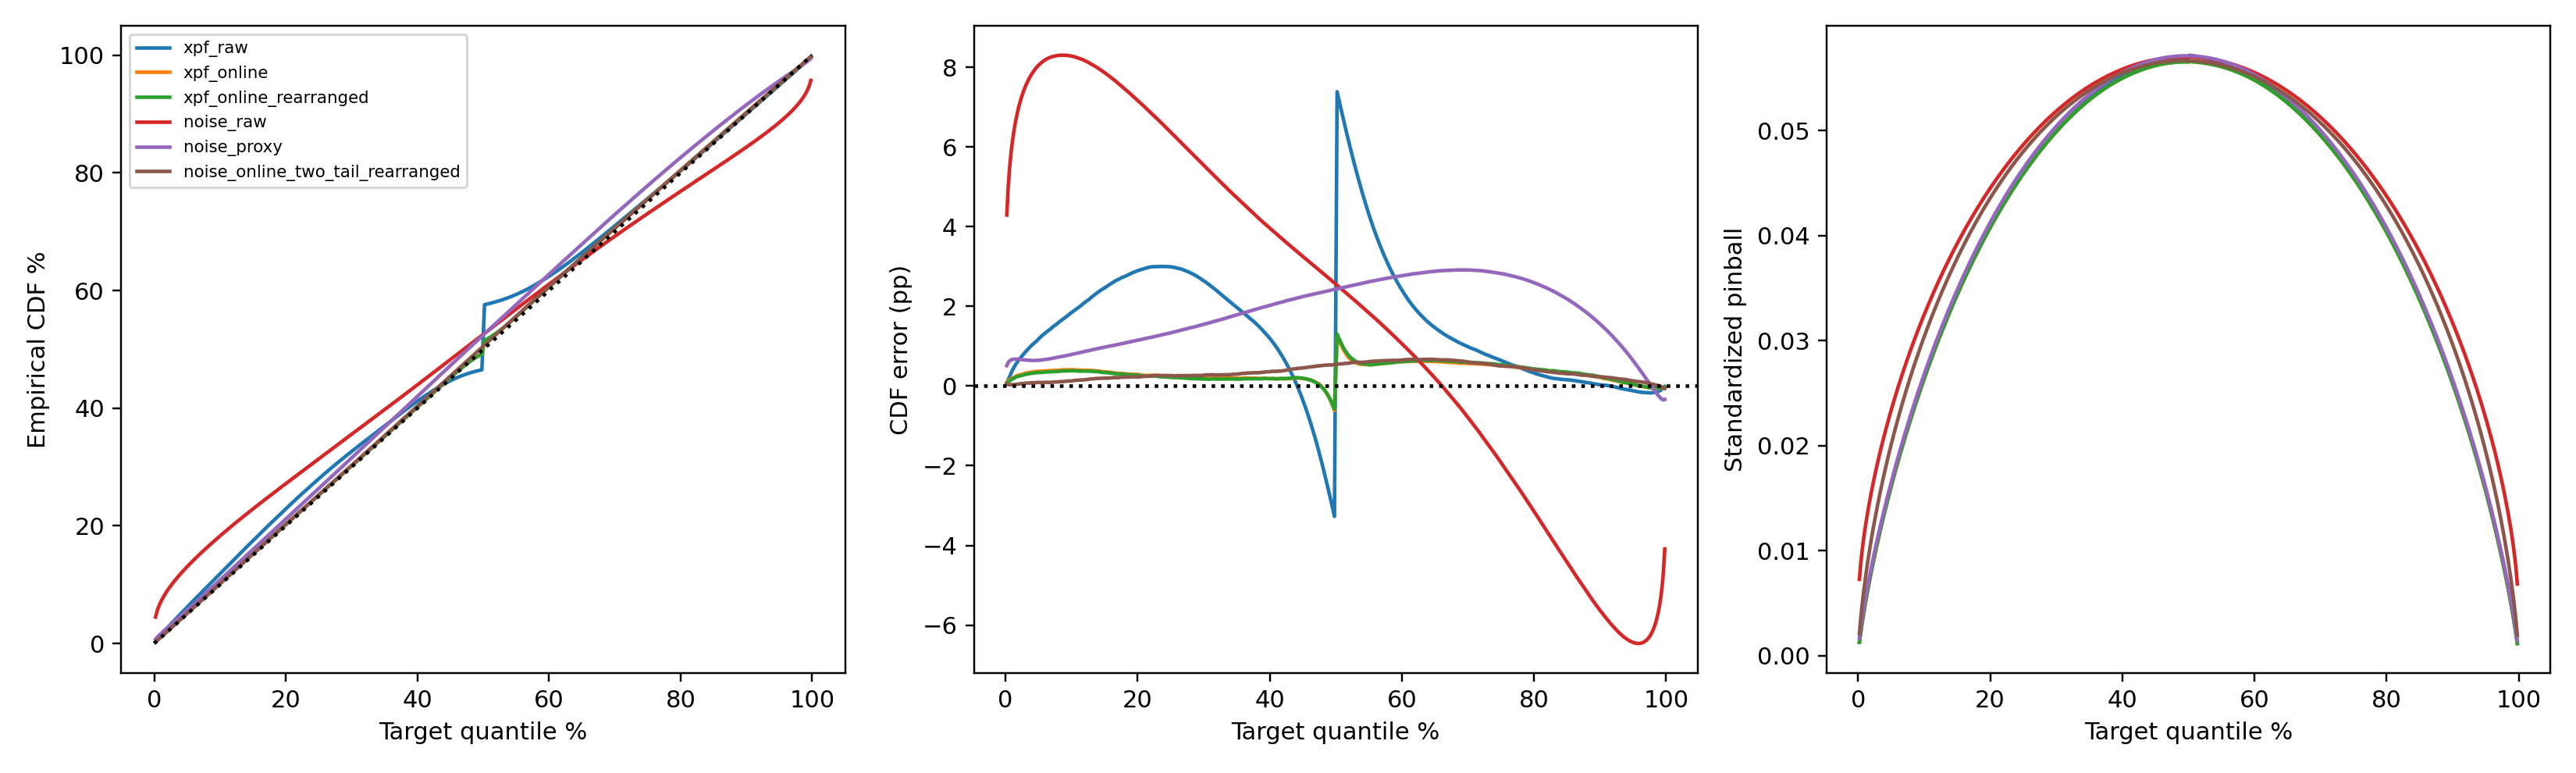 Empirical CDF %
100
80
60
40
20
0
xpf_raw
xpf_online
xpf_online_rearranged
noise_raw
noise_proxy
noise_online_two_tail_rearranged
0 20 40 60 80 100
Target quantile %
CDF error (pp)
8
6
4
2
0
−2
−4
−6
0 20 40 60 80 100
Target quantile %
Standardized pinball
0.05
0.04
0.03
0.02
0.01
0.00
0 20 40 60 80 100
Target quantile %